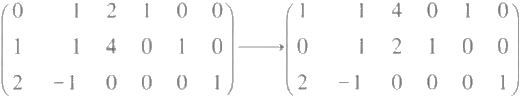 0 1 2 1 0 0 1 1 4 0 1 0
1 1 4 0 1 0 → 0 1 2 1 0 0
2 -1 0 0 0 1 2 -1 0 0 0 1